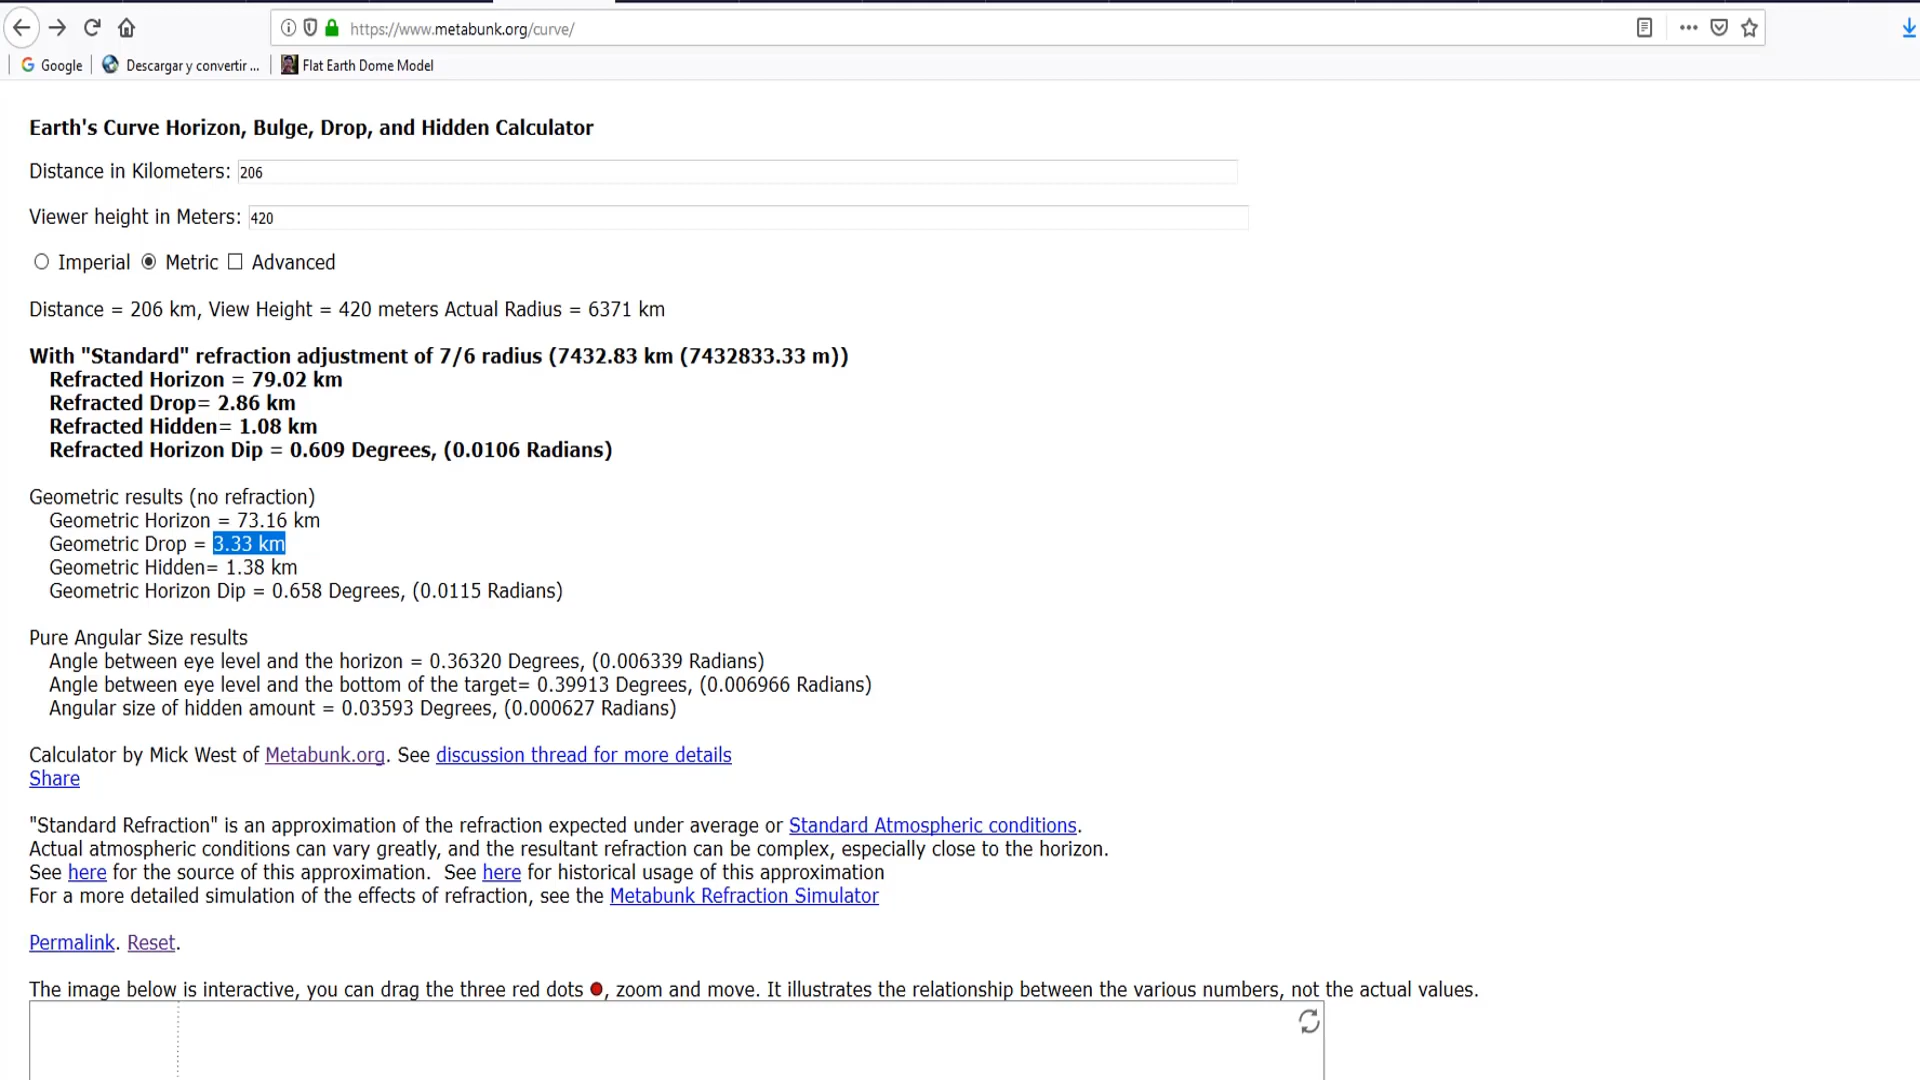 https://www.metabunk.org/curve/
Google
Descargar y convertir ...
Flat Earth Dome Model
Earth's Curve Horizon, Bulge, Drop, and Hidden Calculator
Distance in Kilometers: 206
Viewer height in Meters: 420
Imperial Metric Advanced
Distance = 206 km, View Height = 420 meters Actual Radius = 6371 km
With "Standard" refraction adjustment of 7/6 radius (7432.83 km (7432833.33 m))
Refracted Horizon = 79.02 km
Refracted Drop= 2.86 km
Refracted Hidden= 1.08 km
Refracted Horizon Dip = 0.609 Degrees, (0.0106 Radians)
Geometric results (no refraction)
Geometric Horizon = 73.16 km
Geometric Drop = 3.33 km
Geometric Hidden= 1.38 km
Geometric Horizon Dip = 0.658 Degrees, (0.0115 Radians)
Pure Angular Size results
Angle between eye level and the horizon = 0.36320 Degrees, (0.006339 Radians)
Angle between eye level and the bottom of the target= 0.39913 Degrees, (0.006966 Radians)
Angular size of hidden amount = 0.03593 Degrees, (0.000627 Radians)
Calculator by Mick West of Metabunk.org. See discussion thread for more details
Share
"Standard Refraction" is an approximation of the refraction expected under average or Standard Atmospheric conditions.
Actual atmospheric conditions can vary greatly, and the resultant refraction can be complex, especially close to the horizon.
See here for the source of this approximation. See here for historical usage of this approximation
For a more detailed simulation of the effects of refraction, see the Metabunk Refraction Simulator
Permalink. Reset.
The image below is interactive, you can drag the three red dots , zoom and move. It illustrates the relationship between the various numbers, not the actual values.